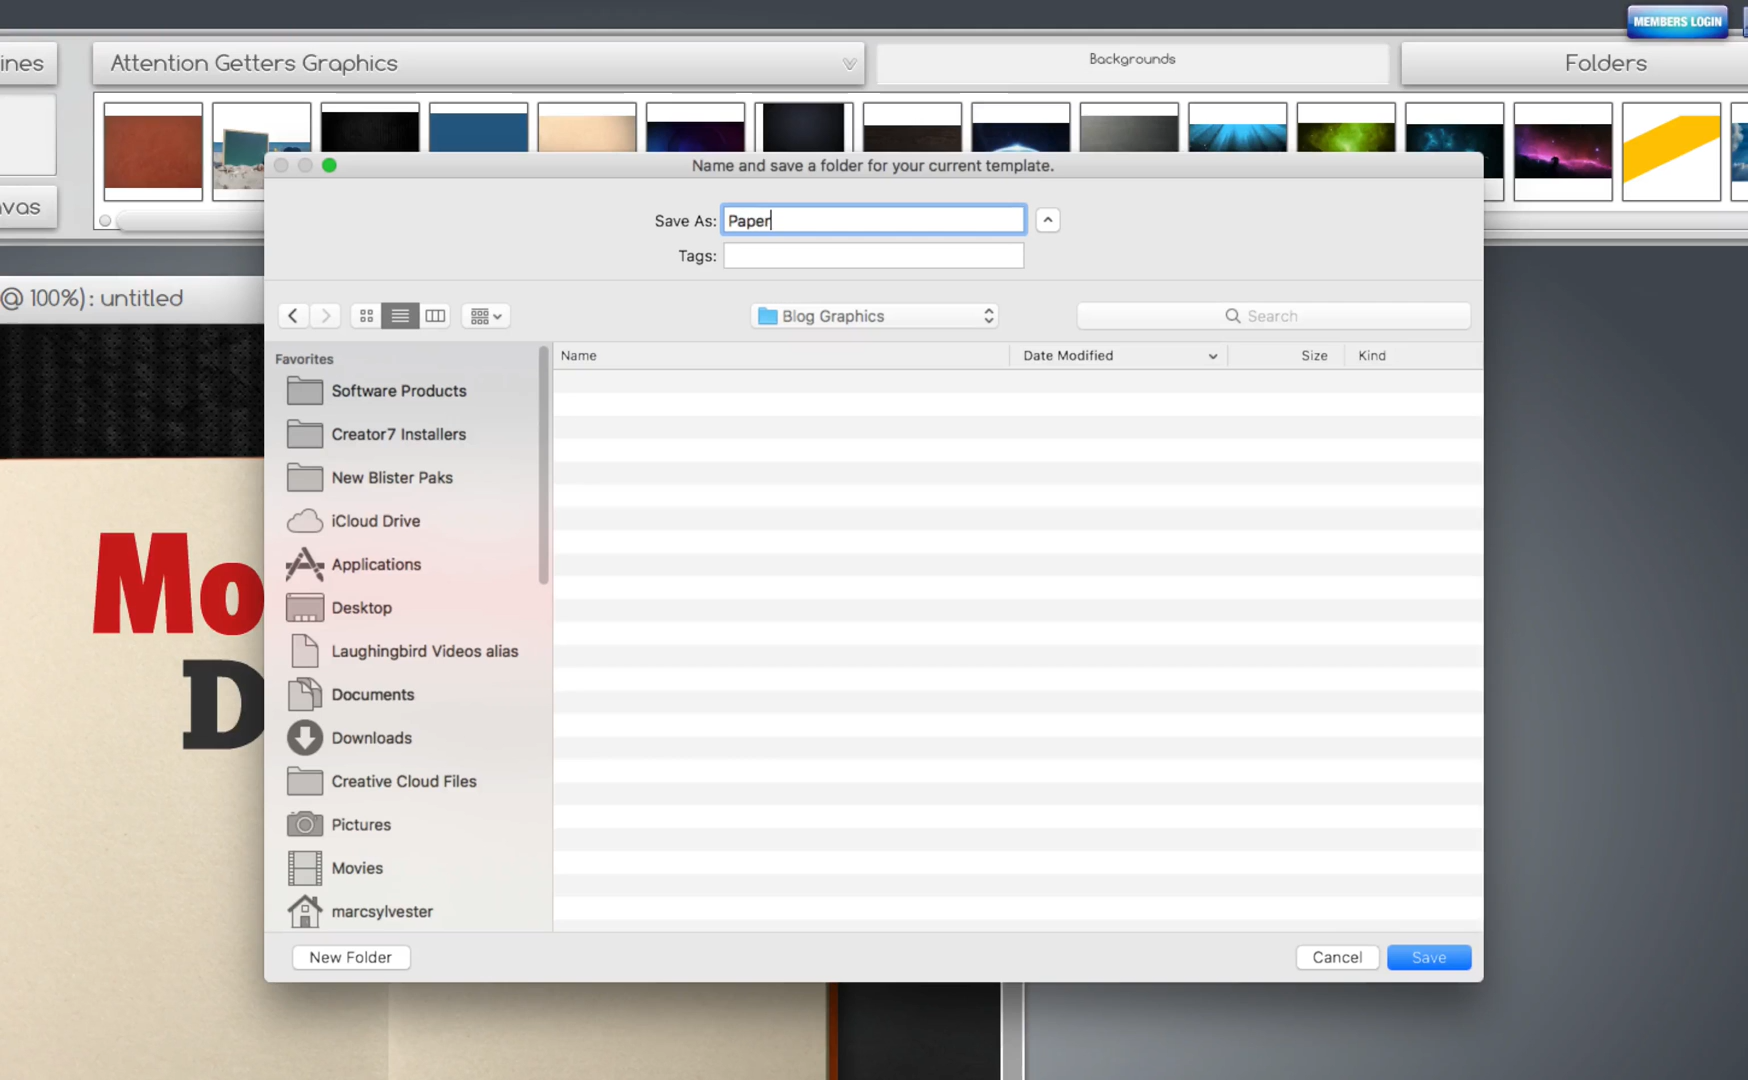 MEMBERS LOGIN
ines
Attention Getters Graphics
Backgrounds
Folders
vas
Name and save a folder for your current template.
Save As: Paper
Tags:
@ 100%): untitled
Blog Graphics
Search
Favorites
Name
Date Modified
Size
Kind
Software Products
Creator7 Installers
New Blister Paks
iCloud Drive
Applications
Desktop
Laughingbird Videos alias
Documents
Downloads
Creative Cloud Files
Pictures
Movies
marcsylvester
Mo
D
New Folder
Cancel
Save